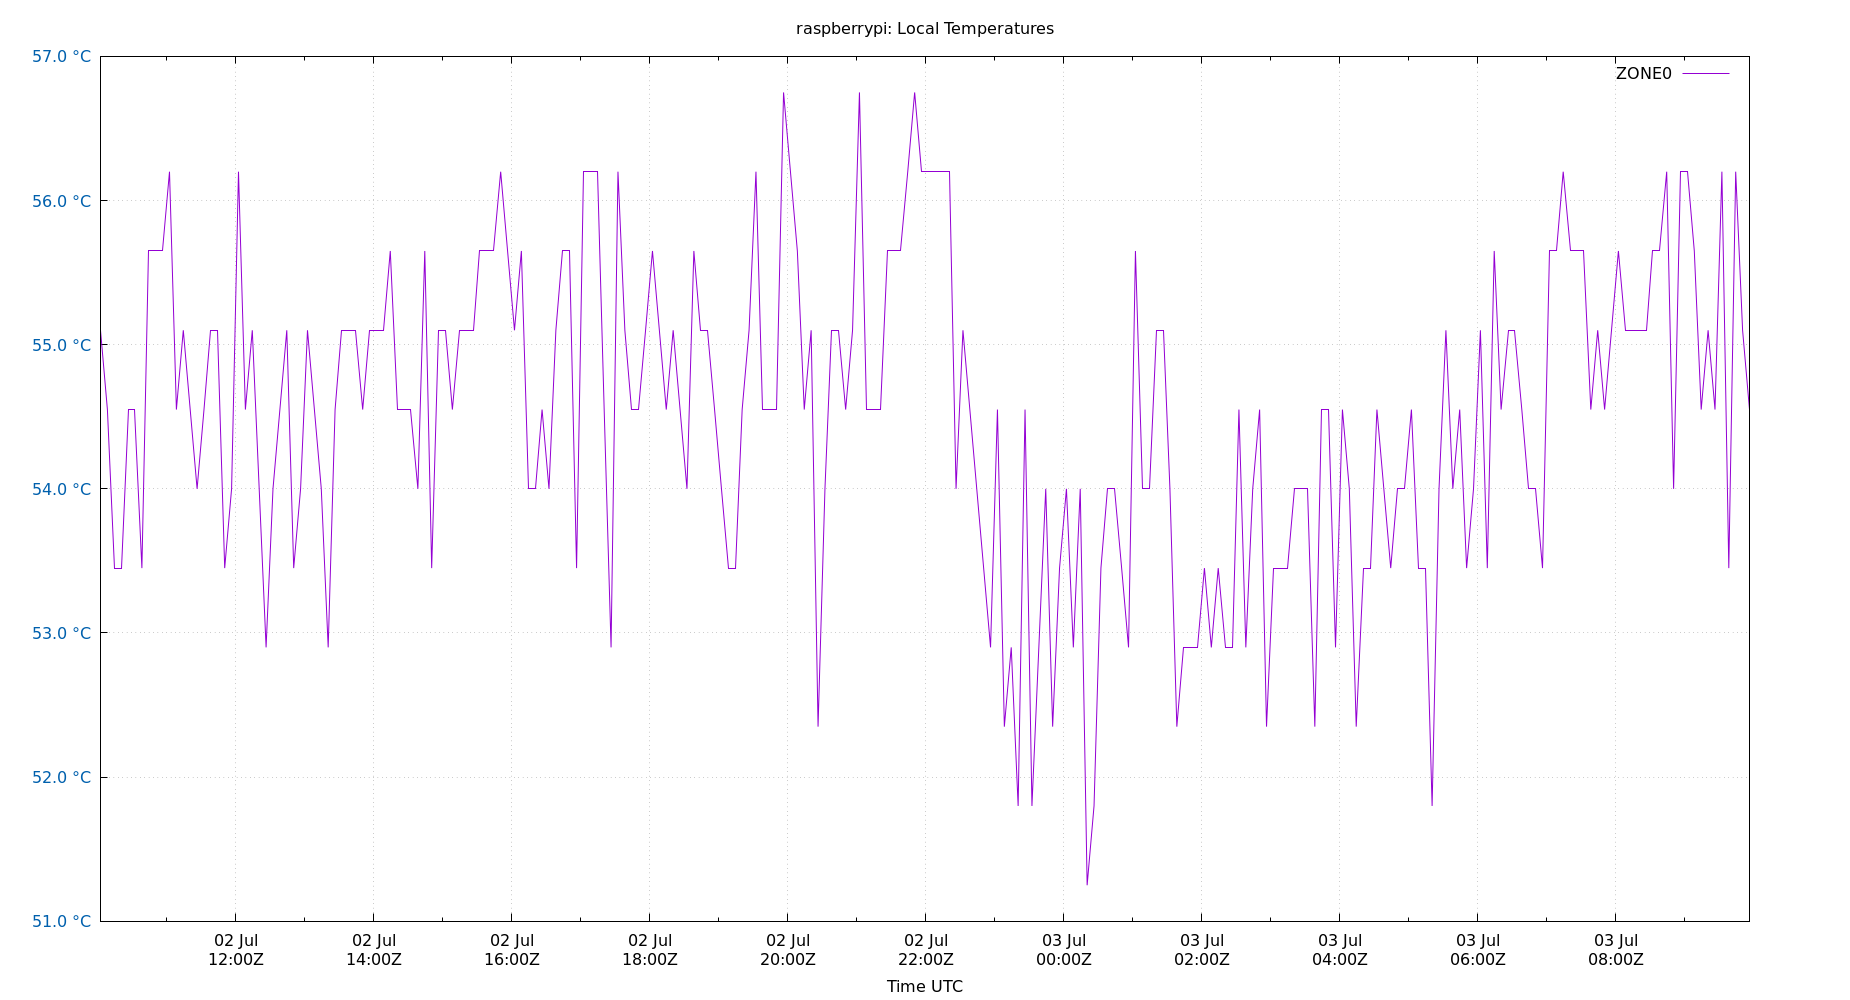 raspberrypi: Local Temperatures
57.0 °C
ZONE0
56.0 °C
55.0 °C
54.0 °C
53.0 °C
52.0 °C
51.0 °C
02 Jul 02 Jul 02 Jul 02 Jul 02 Jul 02 Jul 03 Jul 03 Jul 03 Jul 03 Jul 03 Jul
12:00Z 14:00Z 16:00Z 18:00Z 20:00Z 22:00Z 00:00Z 02:00Z 04:00Z 06:00Z 08:00Z
Time UTC